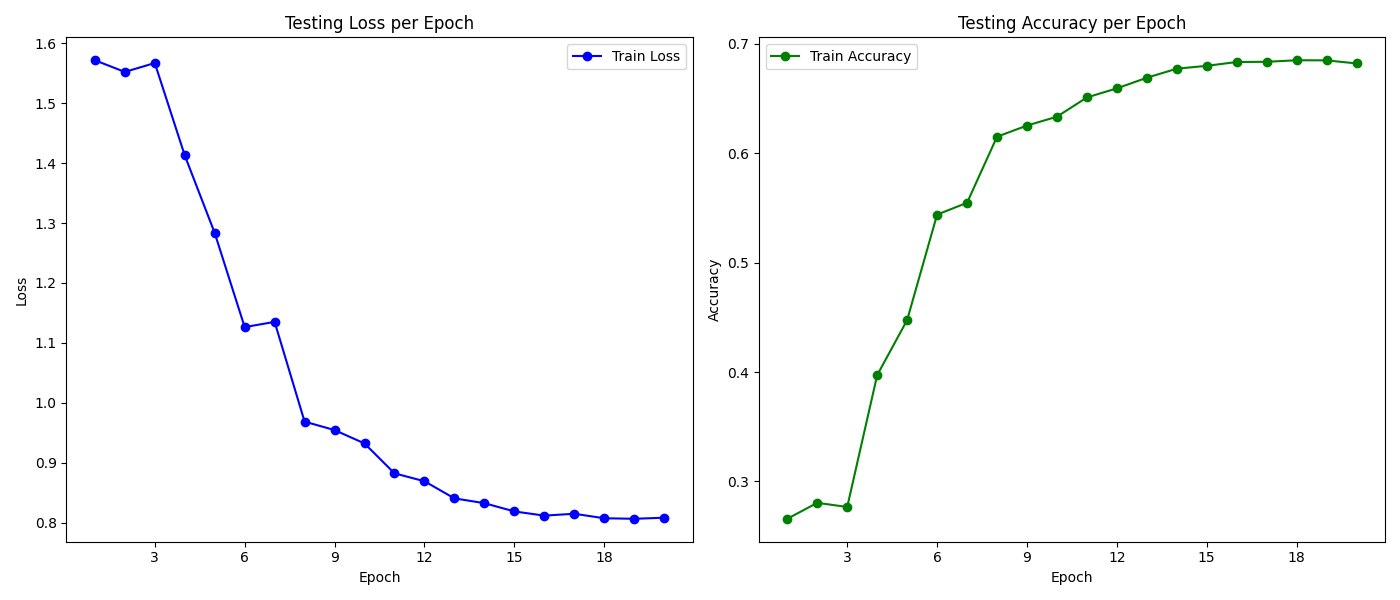 Testing Loss per Epoch
Train Loss
1.6
1.5
1.4
1.3
1.2
1.1
1.0
0.9
0.8
Loss
3 6 9 12 15 18
Epoch
Testing Accuracy per Epoch
Train Accuracy
0.7
0.6
0.5
0.4
0.3
Accuracy
3 6 9 12 15 18
Epoch